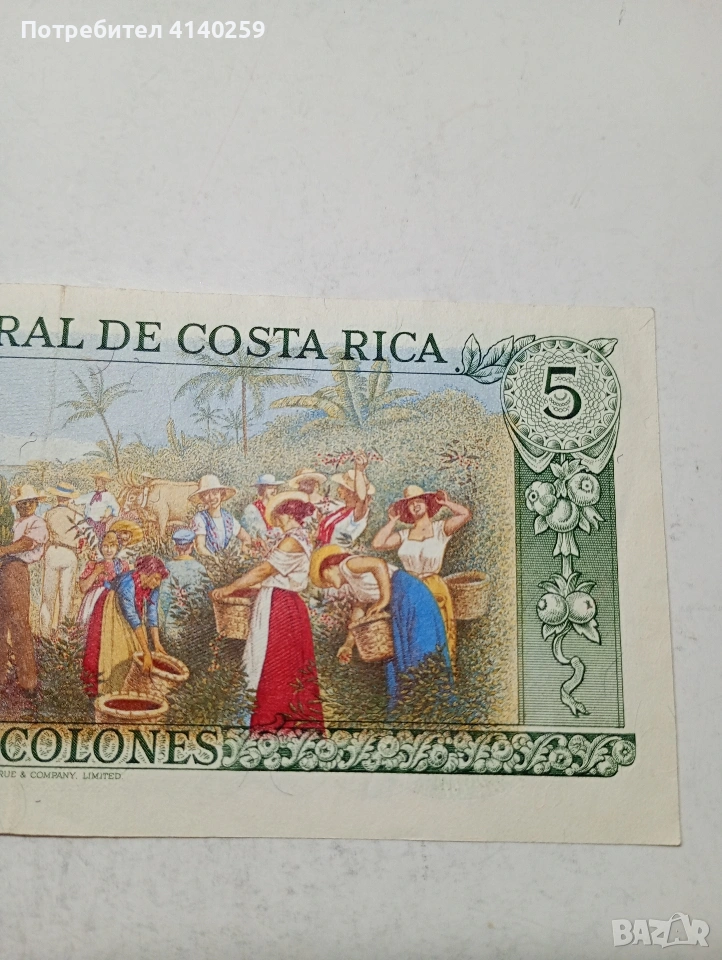 Потребител 4140259
RAL DE COSTA RICA
5
COLONES
RUE & COMPANY, LIMITED.
BAZAR